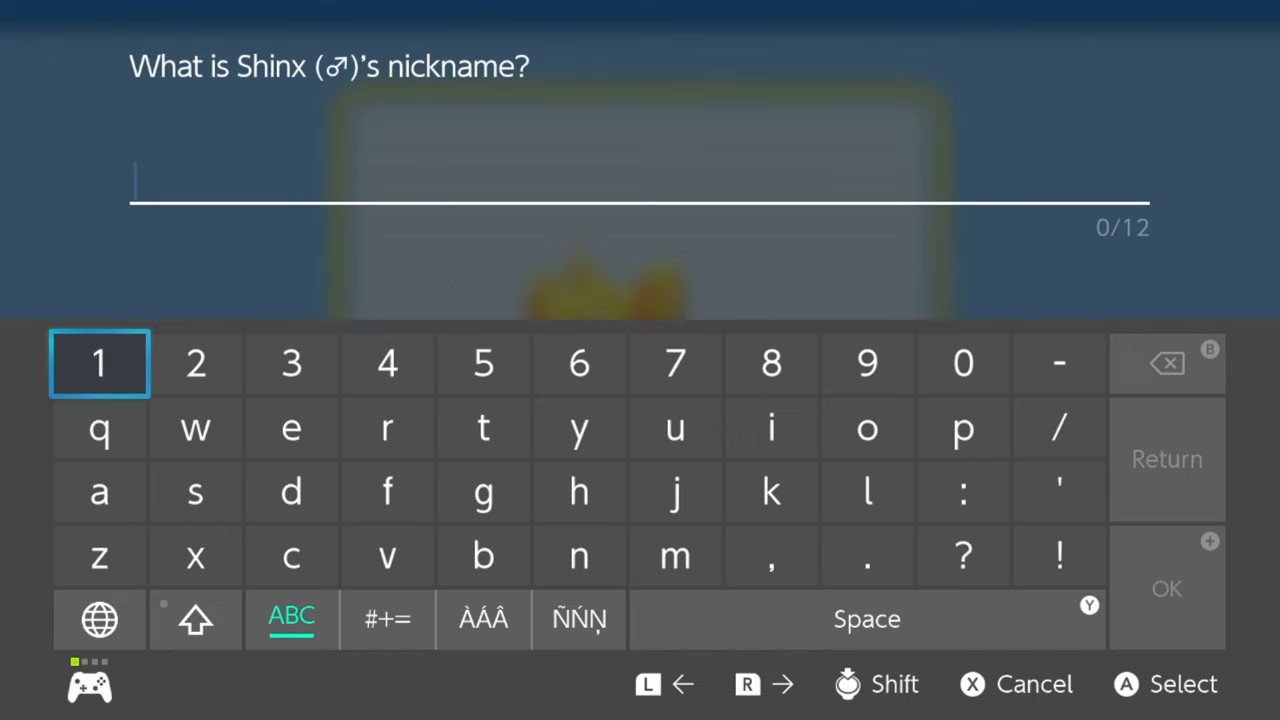 What is Shinx (♂)'s nickname?
0/12
1 2 3 4 5 6 7 8 9 0 - B
q w e r t y u i o p /
Return
a s d f g h j k l : '
z x c v b n m , . ? ! +
OK
ABC #+= ÀÁÂ ÑŃŅ Space Y
L ← R → Shift X Cancel A Select